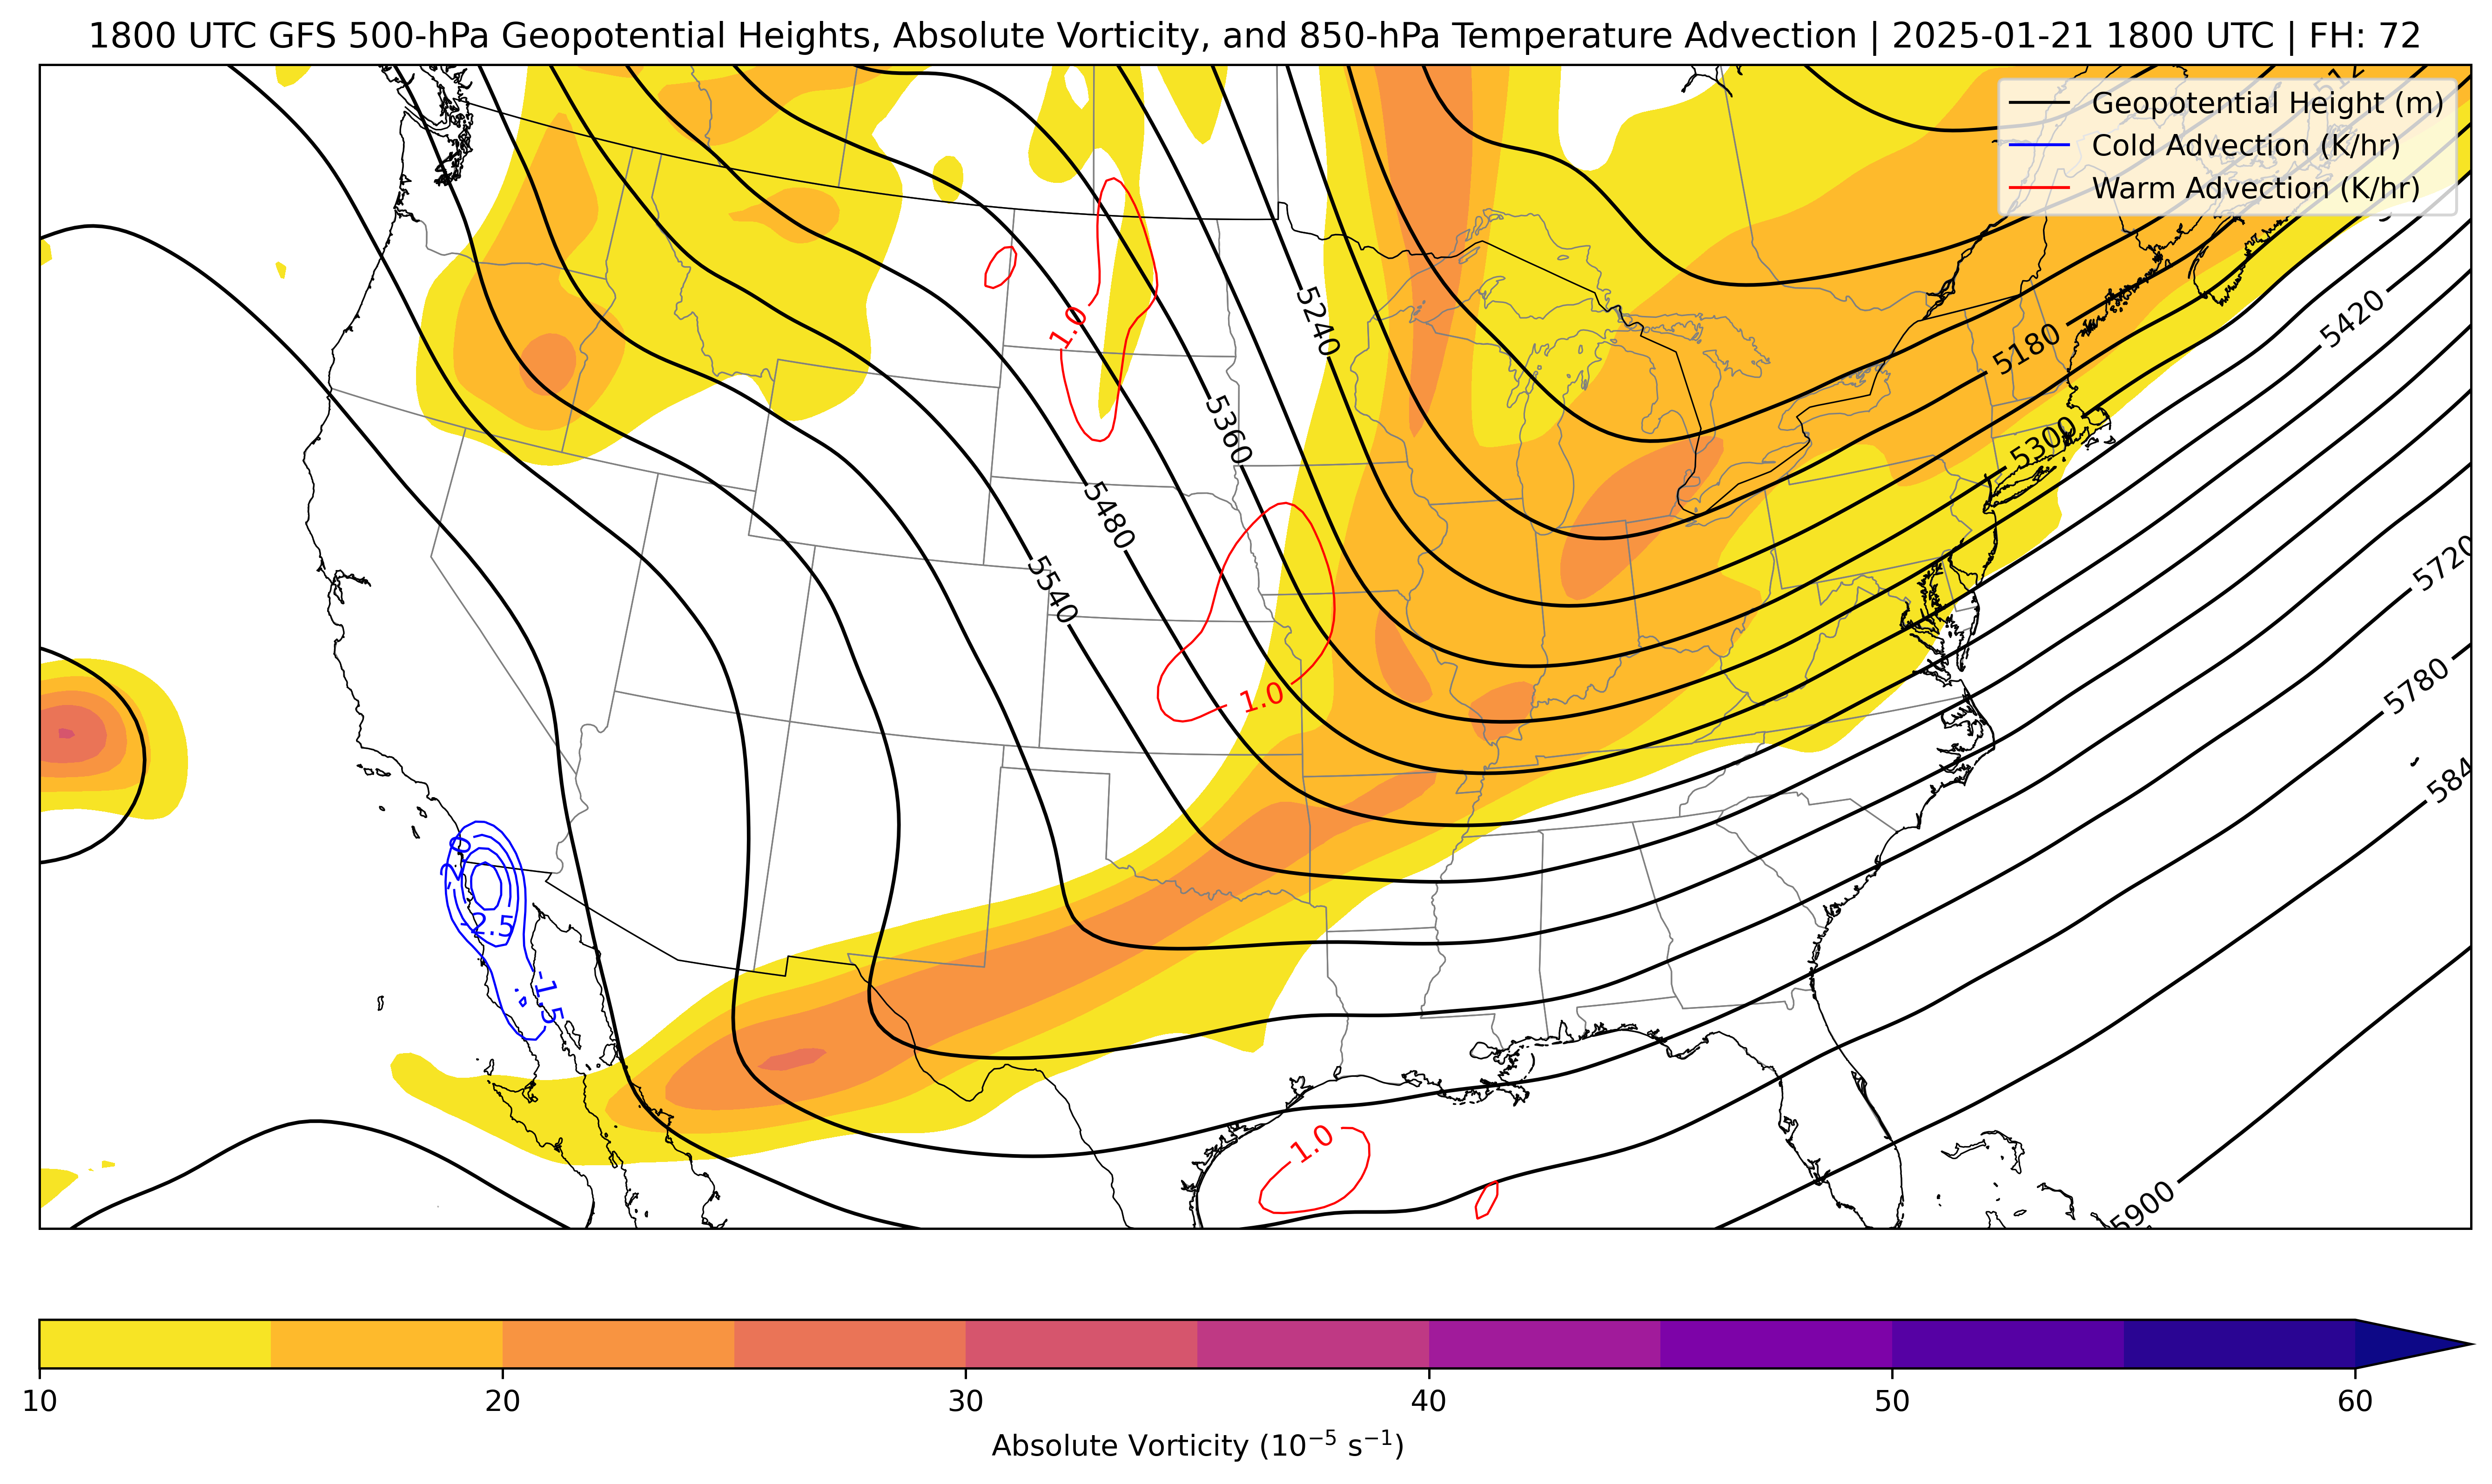 1800 UTC GFS 500-hPa Geopotential Heights, Absolute Vorticity, and 850-hPa Temperature Advection | 2025-01-21 1800 UTC | FH: 72
Geopotential Height (m)
Cold Advection (K/hr)
Warm Advection (K/hr)
5240
5420
1.0
5180
5360
5300
5480
5540
5720
1.0
5780
-2.0
-2.5
-1.5
1.0
5900
10 20 30 40 50 60
Absolute Vorticity (10⁻⁵ s⁻¹)